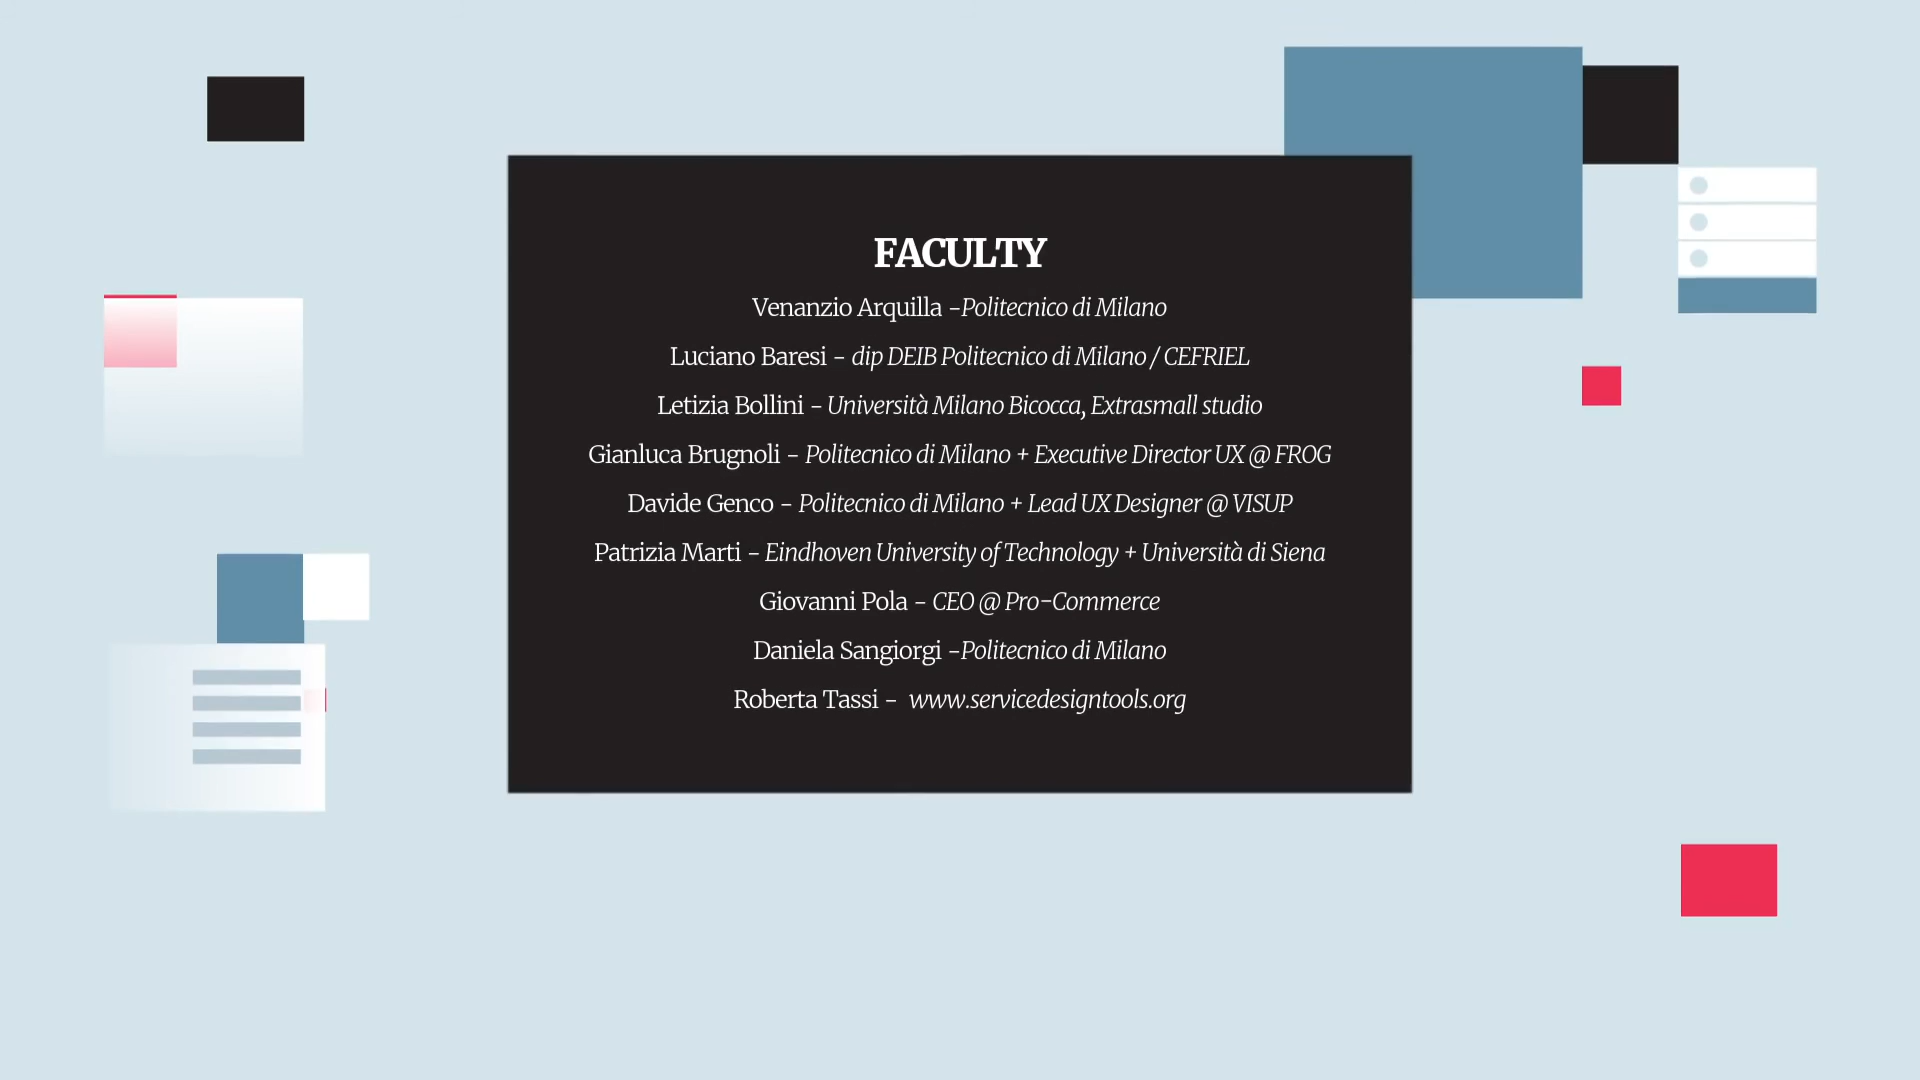 FACULTY
Venanzio Arquilla -Politecnico di Milano
Luciano Baresi - dip DEIB Politecnico di Milano / CEFRIEL
Letizia Bollini - Università Milano Bicocca, Extrasmall studio
Gianluca Brugnoli - Politecnico di Milano + Executive Director UX @ FROG
Davide Genco - Politecnico di Milano + Lead UX Designer @ VISUP
Patrizia Marti - Eindhoven University of Technology + Università di Siena
Giovanni Pola - CEO @ Pro-Commerce
Daniela Sangiorgi -Politecnico di Milano
Roberta Tassi - www.servicedesigntools.org